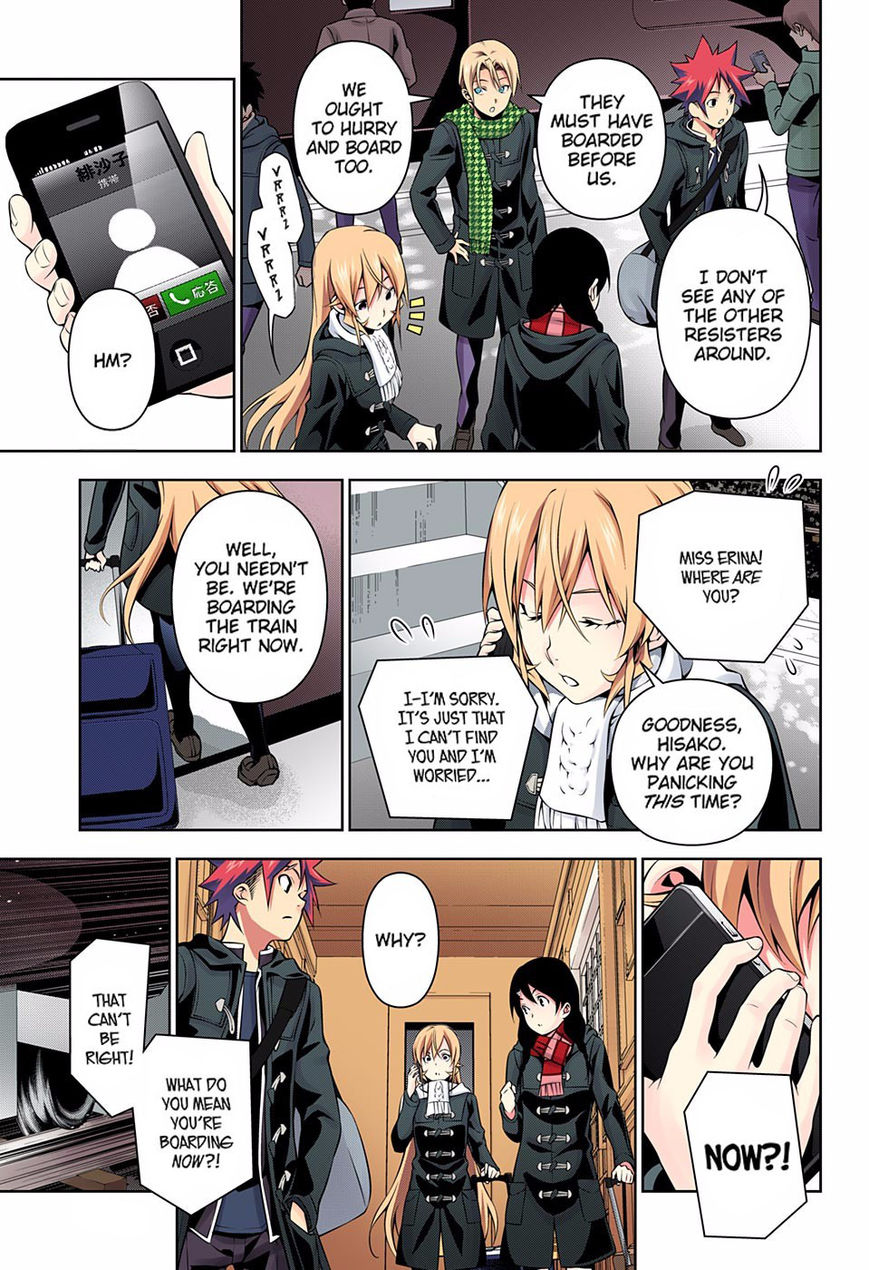 I DON'T
SEE ANY OF
THE OTHER
RESISTERS
AROUND.
THEY
MUST HAVE
BOARDED
BEFORE
US.
WE
OUGHT
TO HURRY
AND BOARD
TOO.
VRRRZ
VRRRZ
緋沙子
携帯
否
応答
HM?
MISS ERINA!
WHERE ARE
YOU?
GOODNESS,
HISAKO.
WHY ARE YOU
PANICKING
THIS TIME?
I-I'M SORRY.
IT'S JUST THAT
I CAN'T FIND
YOU AND I'M
WORRIED...
WELL,
YOU NEEDN'T
BE. WE'RE
BOARDING
THE TRAIN
RIGHT NOW.
NOW?!
WHY?
WHAT DO
YOU MEAN
YOU'RE
BOARDING
NOW?!
THAT
CAN'T
BE
RIGHT!